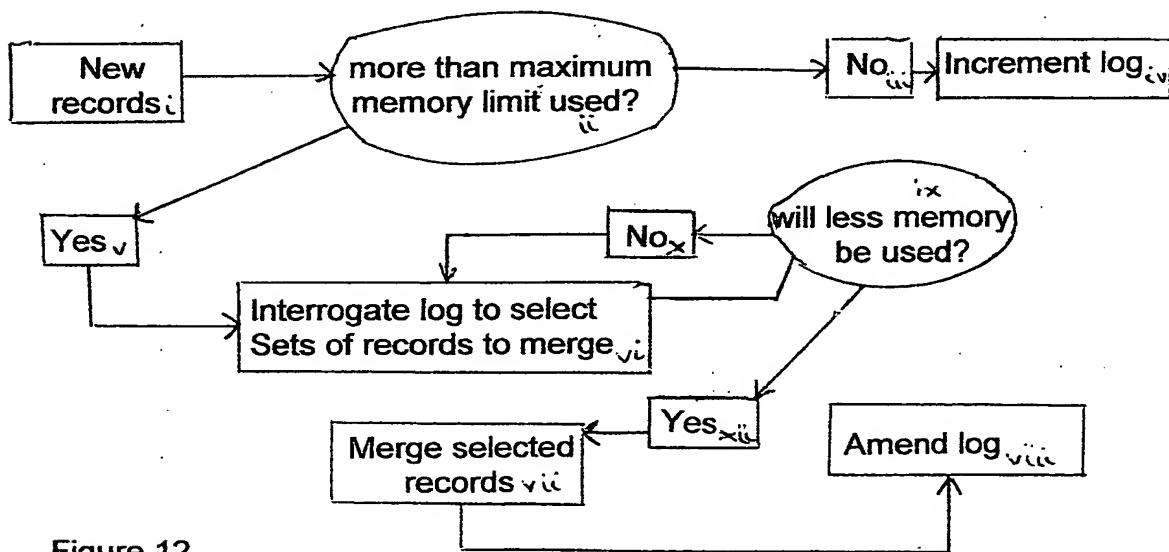 New
records i
more than maximum
memory limit used?
ii
No iii
Increment log iv
Yes v
ix
will less memory
be used?
No x
Interrogate log to select
Sets of records to merge vi
Yes xii
Merge selected
records vii
Amend log viii
Figure 12